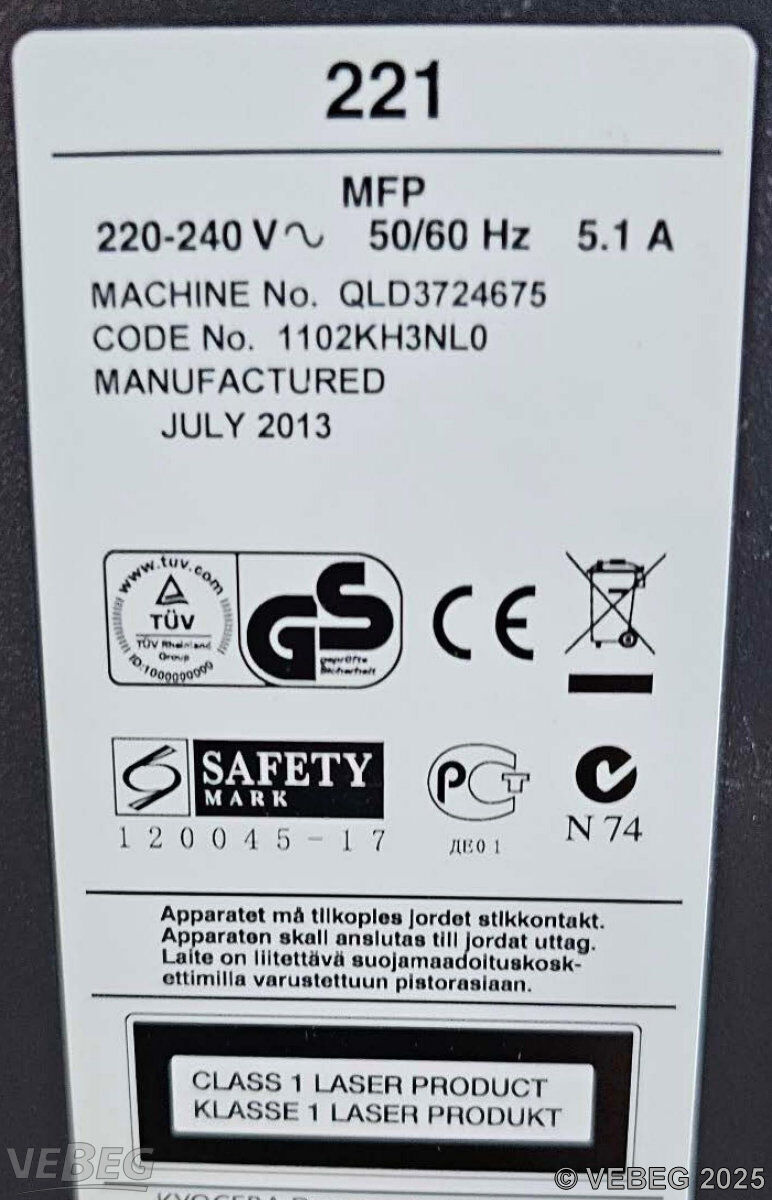 221
MFP
220-240 V~ 50/60 Hz 5.1 A
MACHINE No. QLD3724675
CODE No. 1102KH3NL0
MANUFACTURED
JULY 2013
www.tuv.com
TÜV
TÜV Rheinland
Group
ID:1000000000
GS
geprüfte
Sicherheit
CE
SAFETY
MARK
120045-17
РСТ
ДЕ01
N 74
Apparatet må tilkoples jordet stikkontakt.
Apparaten skall anslutas till jordat uttag.
Laite on liitettävä suojamaadoituskosk-
ettimilla varustettuun pistorasiaan.
CLASS 1 LASER PRODUCT
KLASSE 1 LASER PRODUKT
VEBEG
© VEBEG 2025